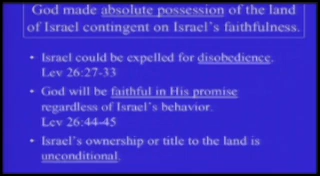 God made absolute possession of the land
of Israel contingent on Israel's faithfulness.
• Israel could be expelled for disobedience.
Lev 26:27-33
• God will be faithful in His promise
regardless of Israel's behavior.
Lev 26:44-45
• Israel's ownership or title to the land is
unconditional.